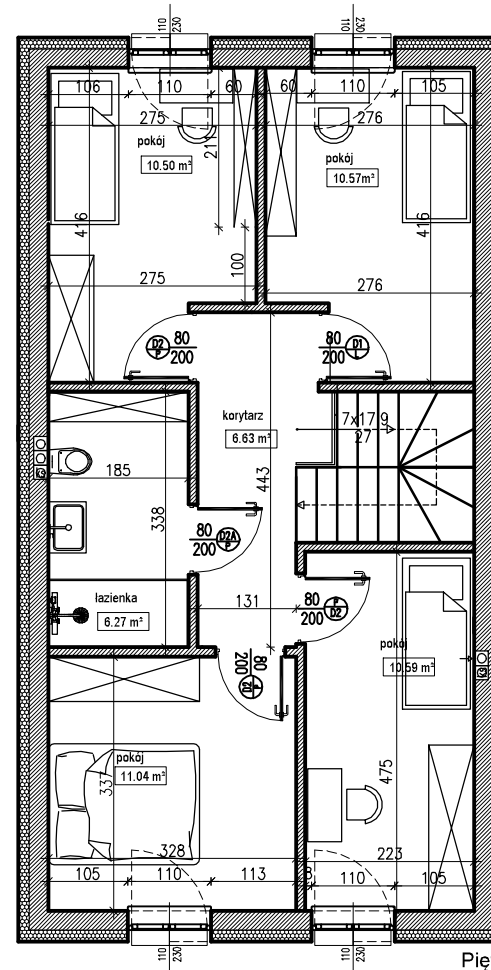 110
230
110
230
106
110
60
60
110
105
275
276
pokój
10.50 m²
211
pokój
10.57m²
416
416
100
275
276
D2
P
80
200
80
200
D1
L
korytarz
6.63 m²
7x17,9
27
185
443
338
80
200
D2A
P
łazienka
6.27 m²
131
80
200
P
D2
80
200
D2
P
pokój
10.59 m²
pokój
11.04 m²
337
475
328
223
105
110
113
8
110
105
110
230
110
230
Pię